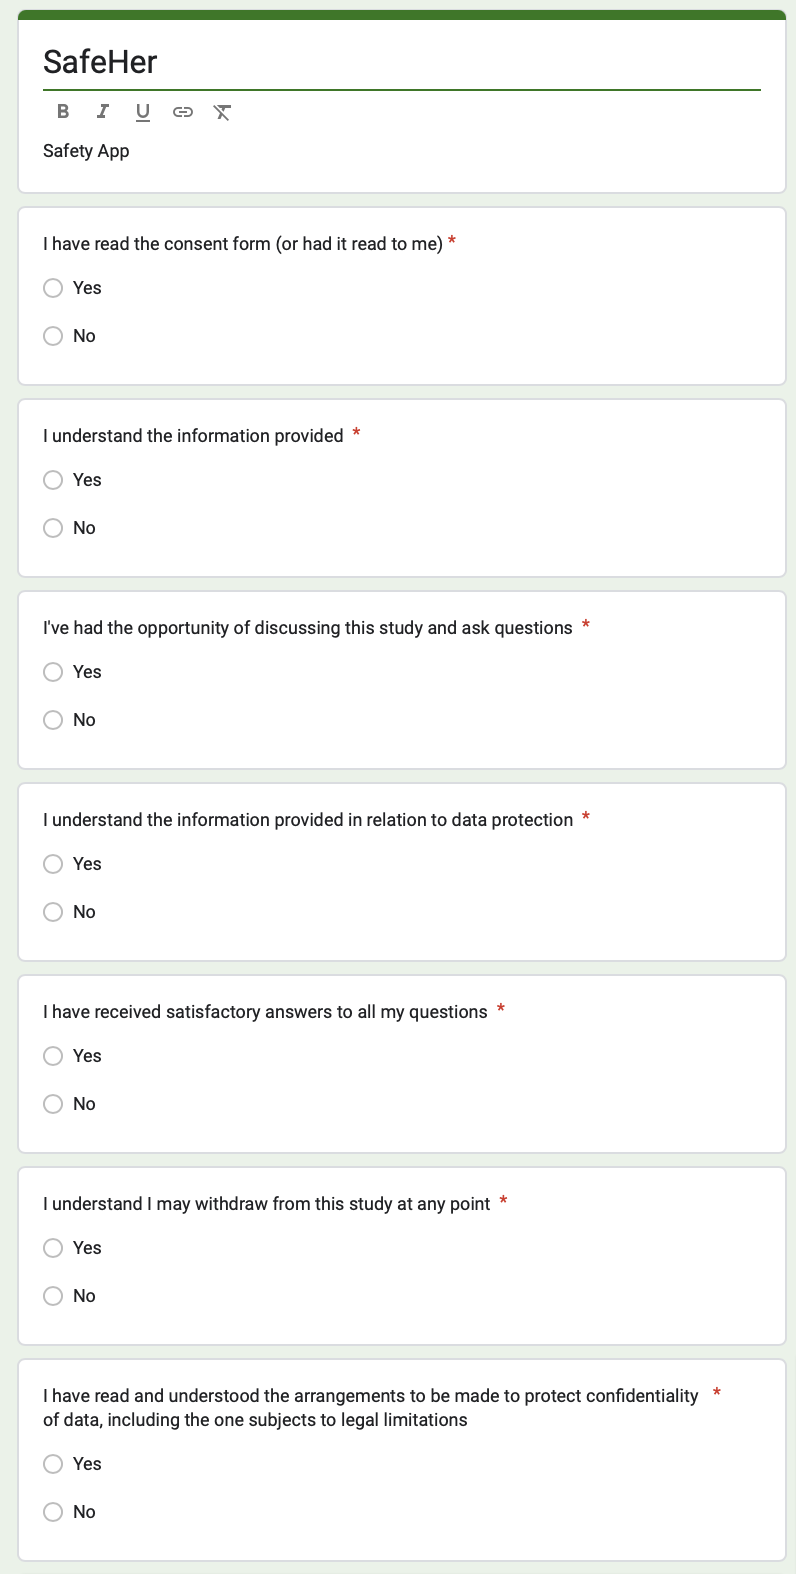 SafeHer
B I U
Safety App
I have read the consent form (or had it read to me) *
Yes
No
I understand the information provided *
Yes
No
I've had the opportunity of discussing this study and ask questions *
Yes
No
I understand the information provided in relation to data protection *
Yes
No
I have received satisfactory answers to all my questions *
Yes
No
I understand I may withdraw from this study at any point *
Yes
No
I have read and understood the arrangements to be made to protect confidentiality *
of data, including the one subjects to legal limitations
Yes
No